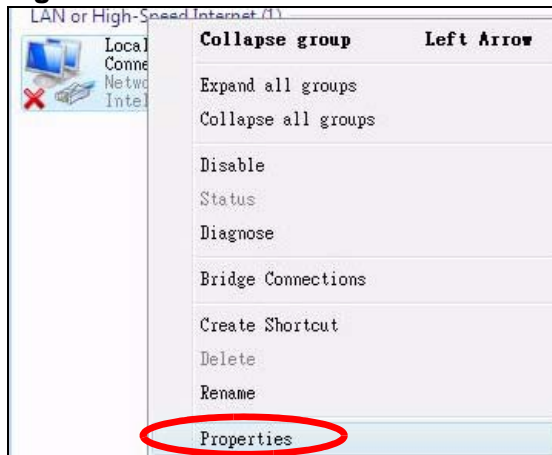 LAN or High-Speed Internet (1)
Local
Conne
Netwo
Intel
Collapse group Left Arrow
Expand all groups
Collapse all groups
Disable
Status
Diagnose
Bridge Connections
Create Shortcut
Delete
Rename
Properties